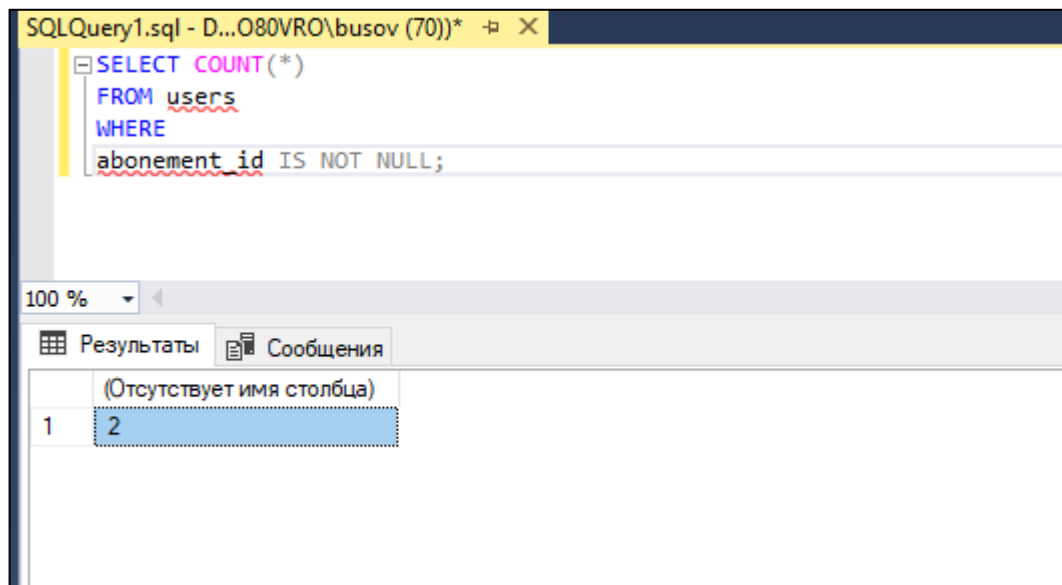 SQLQuery1.sql - D...O80VRO\busov (70))*
SELECT COUNT(*)
FROM users
WHERE
abonement_id IS NOT NULL;
100 %
Результаты Сообщения
(Отсутствует имя столбца)
1 2